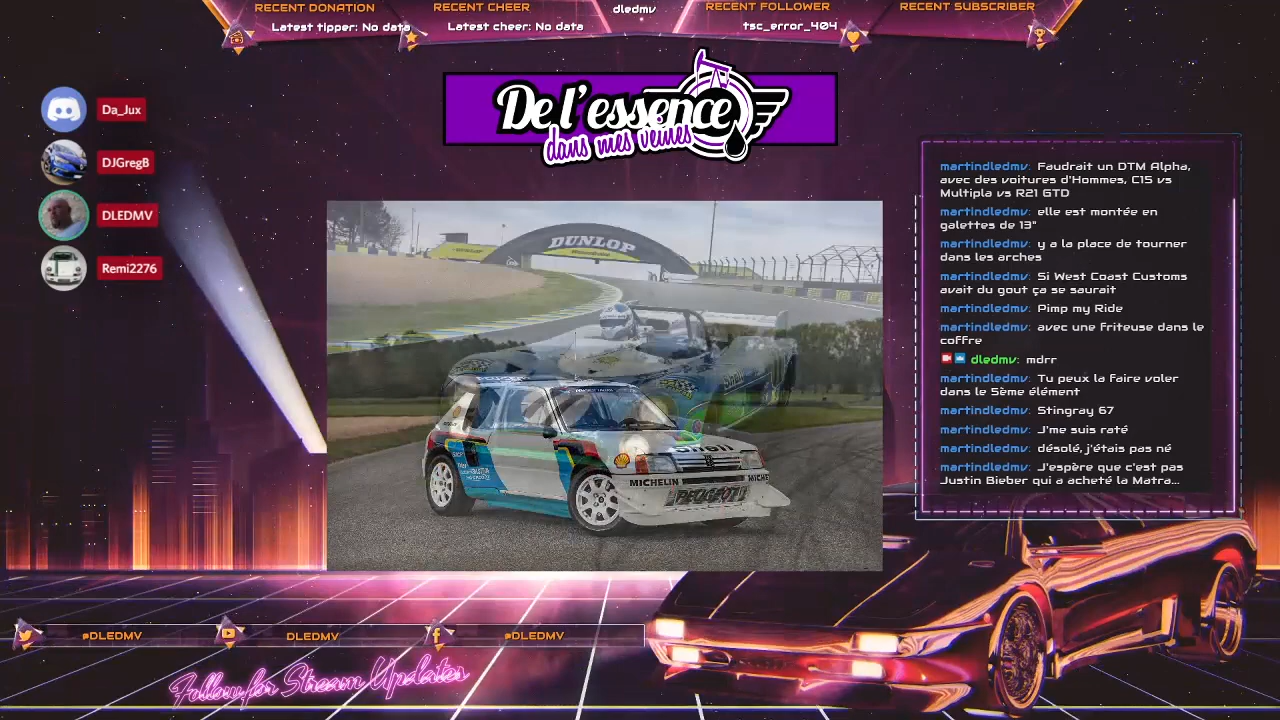 RECENT DONATION
RECENT CHEER
dledmv
RECENT FOLLOWER
RECENT SUBSCRIBER
Latest tipper: No data
Latest cheer: No data
tsc_error_404
De l'essence
dans mes veines
Da_Jux
DJGregB
DLEDMV
Remi2276
martindledmv: Faudrait un DTM Alpha,
avec des voitures d'Hommes, C15 vs
Multipla vs R21 GTD
martindledmv: elle est montée en
galettes de 13"
martindledmv: y a la place de tourner
dans les arches
martindledmv: Si West Coast Customs
avait du gout ça se saurait
martindledmv: Pimp my Ride
martindledmv: avec une Friteuse dans le
coffre
dledmv: mdrr
martindledmv: Tu peux la faire voler
dans le 5ème élément
martindledmv: Stingray 67
martindledmv: J'me suis raté
martindledmv: désolé, j'étais pas né
martindledmv: J'espère que c'est pas
Justin Bieber qui a acheté la Matra...
DUNLOP
Shell
MICHELIN
PEUGEOT
MICHE
@DLEDMV
DLEDMV
@DLEDMV
Follow for Stream Updates